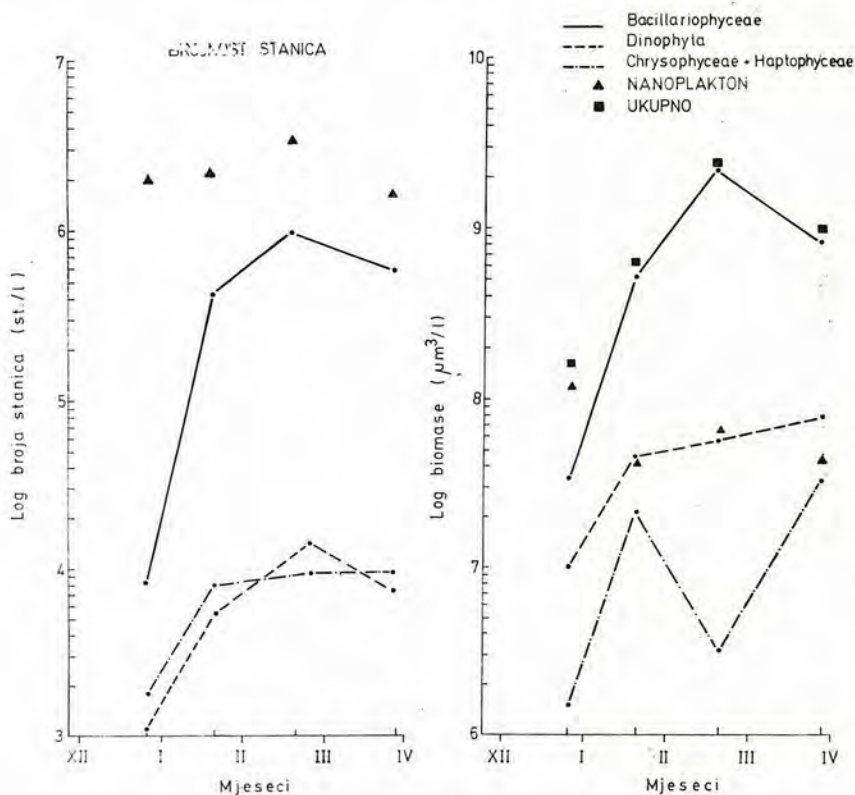 STANICA
7
6
5
4
3
Log broja stanica (st./l)
XII I II III IV
Mjeseci
Bacillariophyceae
Dinophyta
Chrysophyceae + Haptophyceae
NANOPLAKTON
UKUPNO
10
9
8
7
6
Log biomase (µm³/l)
XII I II III IV
Mjeseci